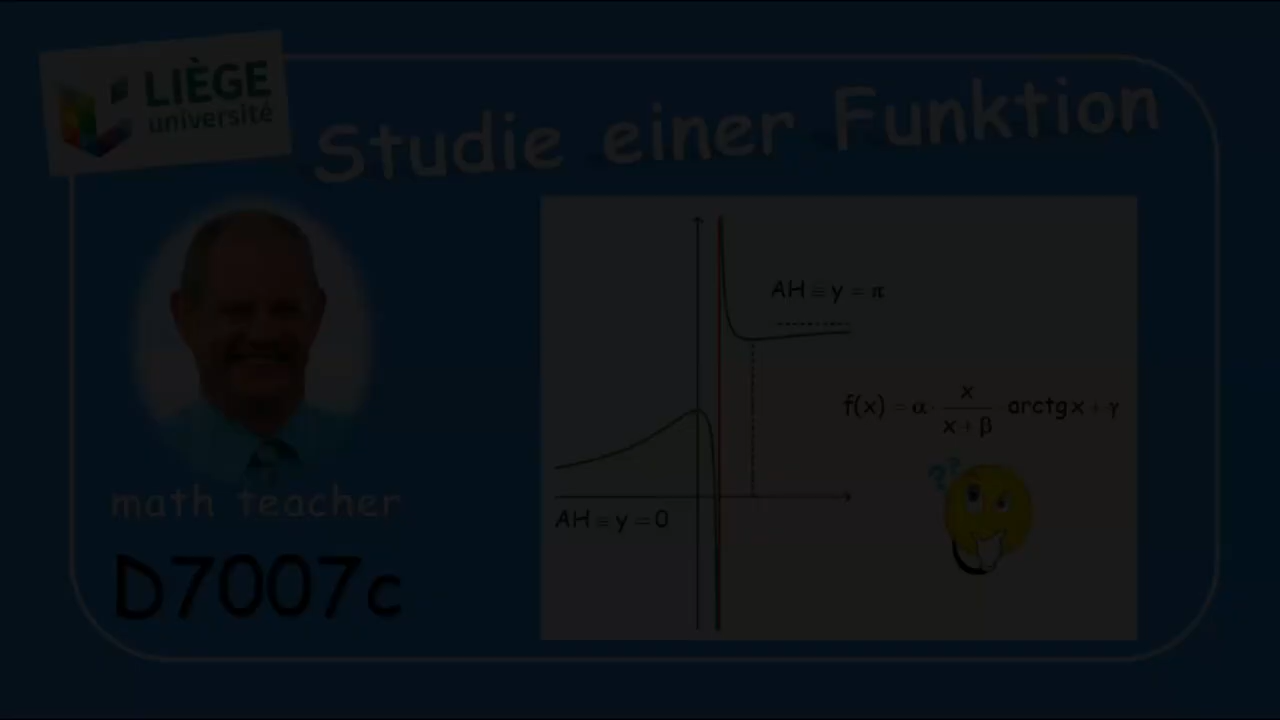 LIÈGE
université
Studie einer Funktion
AH ≡ y = π
f(x) = α · x / (x + β) · arctg x + γ
??
math teacher
AH ≡ y = 0
D7007c